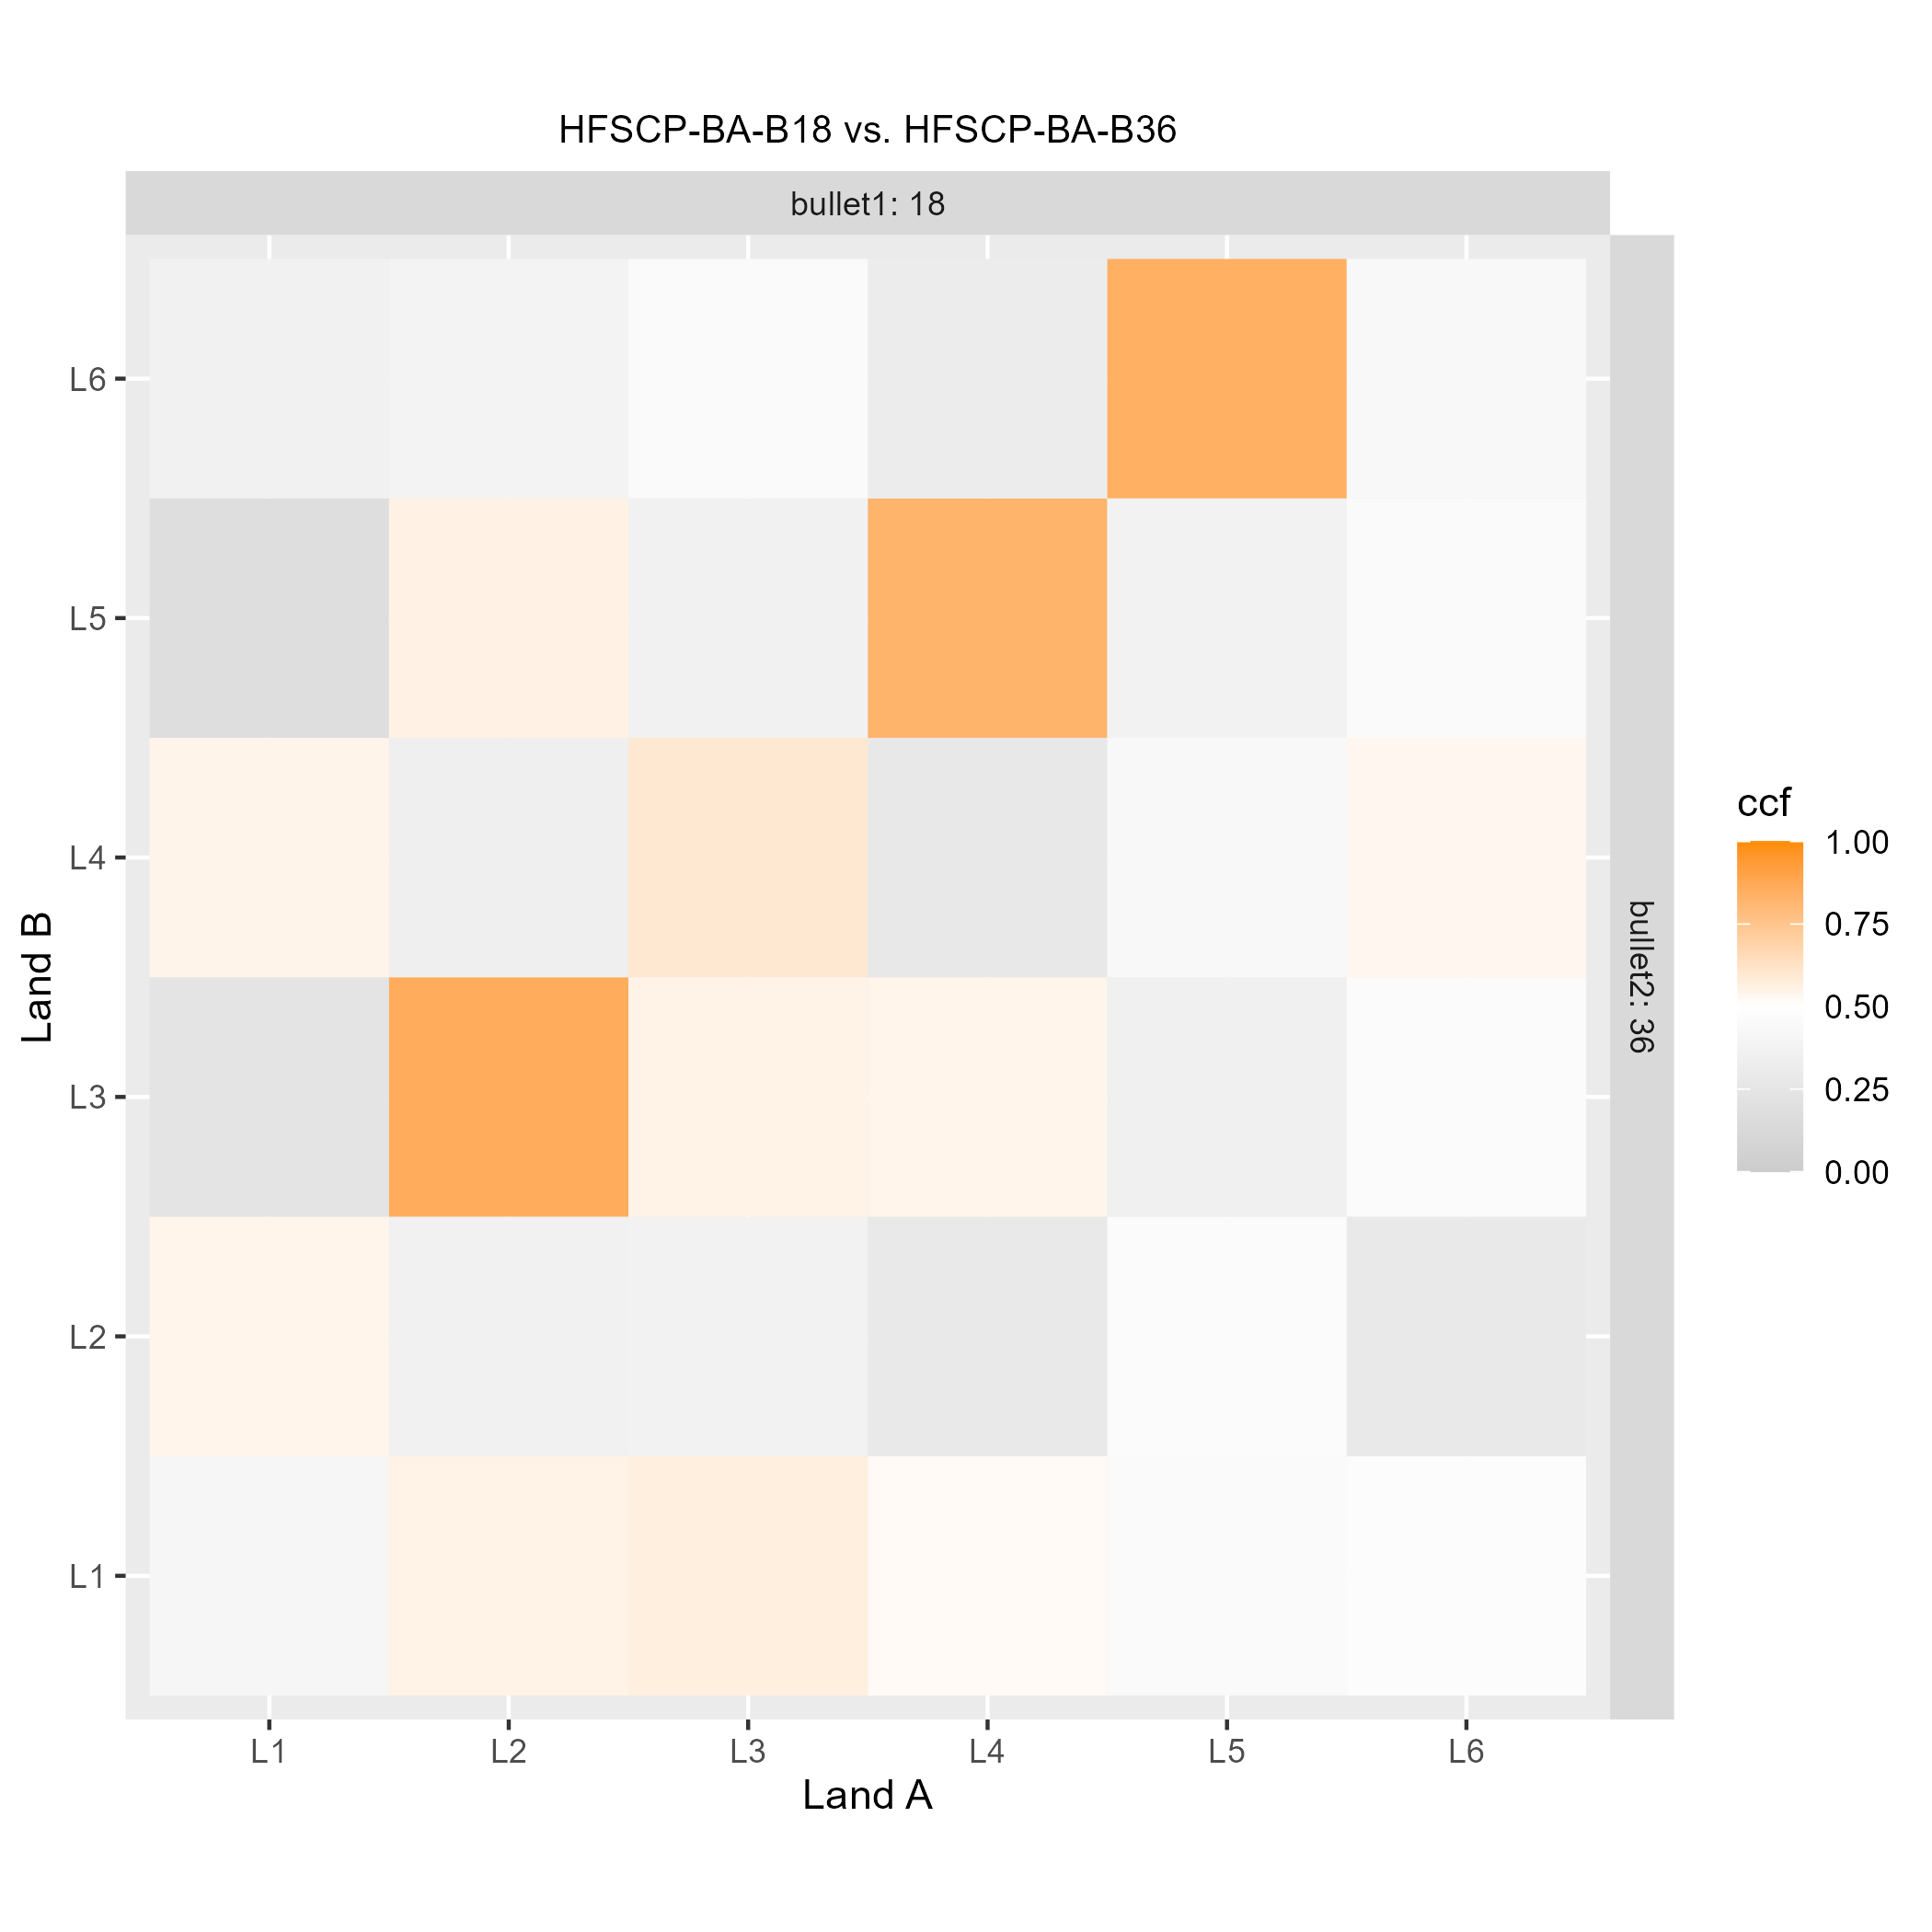 HFSCP-BA-B18 vs. HFSCP-BA-B36
bullet1: 18
L6
L5
L4
L3
L2
L1
Land B
bullet2: 36
L1 L2 L3 L4 L5 L6
Land A
ccf
1.00
0.75
0.50
0.25
0.00